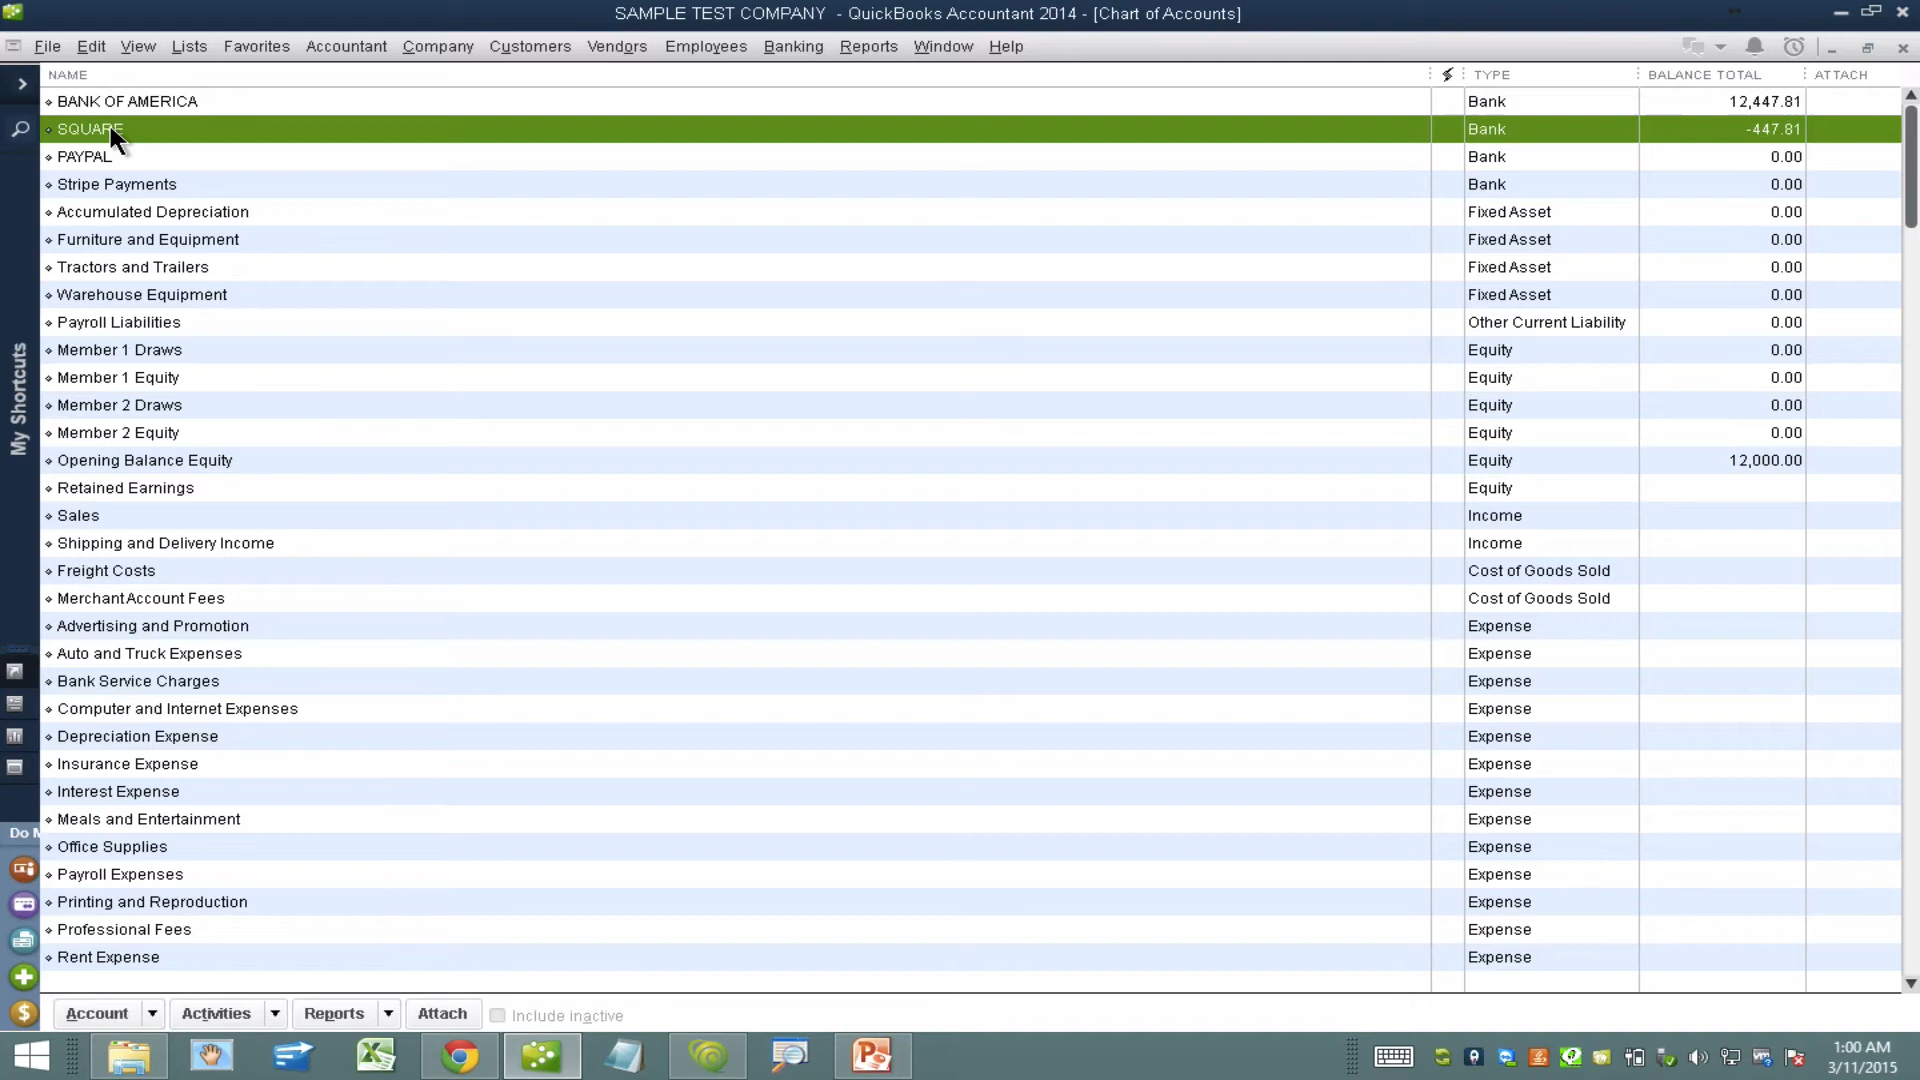 SAMPLE TEST COMPANY - QuickBooks Accountant 2014 - [Chart of Accounts]
File Edit View Lists Favorites Accountant Company Customers Vendors Employees Banking Reports Window Help
NAME TYPE BALANCE TOTAL ATTACH
BANK OF AMERICA Bank 12,447.81
SQUARE Bank -447.81
PAYPAL Bank 0.00
Stripe Payments Bank 0.00
Accumulated Depreciation Fixed Asset 0.00
Furniture and Equipment Fixed Asset 0.00
Tractors and Trailers Fixed Asset 0.00
Warehouse Equipment Fixed Asset 0.00
Payroll Liabilities Other Current Liability 0.00
Member 1 Draws Equity 0.00
Member 1 Equity Equity 0.00
Member 2 Draws Equity 0.00
Member 2 Equity Equity 0.00
Opening Balance Equity Equity 12,000.00
Retained Earnings Equity
Sales Income
Shipping and Delivery Income Income
Freight Costs Cost of Goods Sold
Merchant Account Fees Cost of Goods Sold
Advertising and Promotion Expense
Auto and Truck Expenses Expense
Bank Service Charges Expense
Computer and Internet Expenses Expense
Depreciation Expense Expense
Insurance Expense Expense
Interest Expense Expense
Meals and Entertainment Expense
Office Supplies Expense
Payroll Expenses Expense
Printing and Reproduction Expense
Professional Fees Expense
Rent Expense Expense
My Shortcuts
Do M
Account Activities Reports Attach Include inactive
1:00 AM
3/11/2015